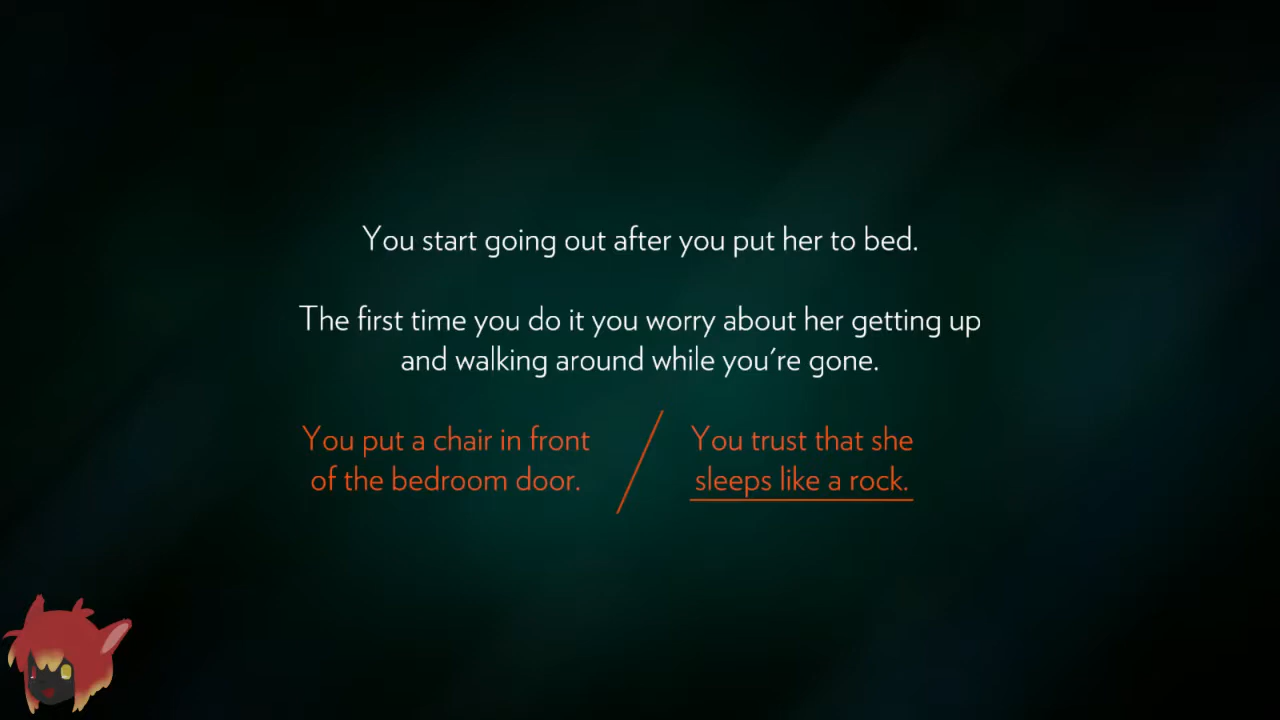 You start going out after you put her to bed.
The first time you do it you worry about her getting up
and walking around while you're gone.
You put a chair in front
of the bedroom door.
You trust that she
sleeps like a rock.